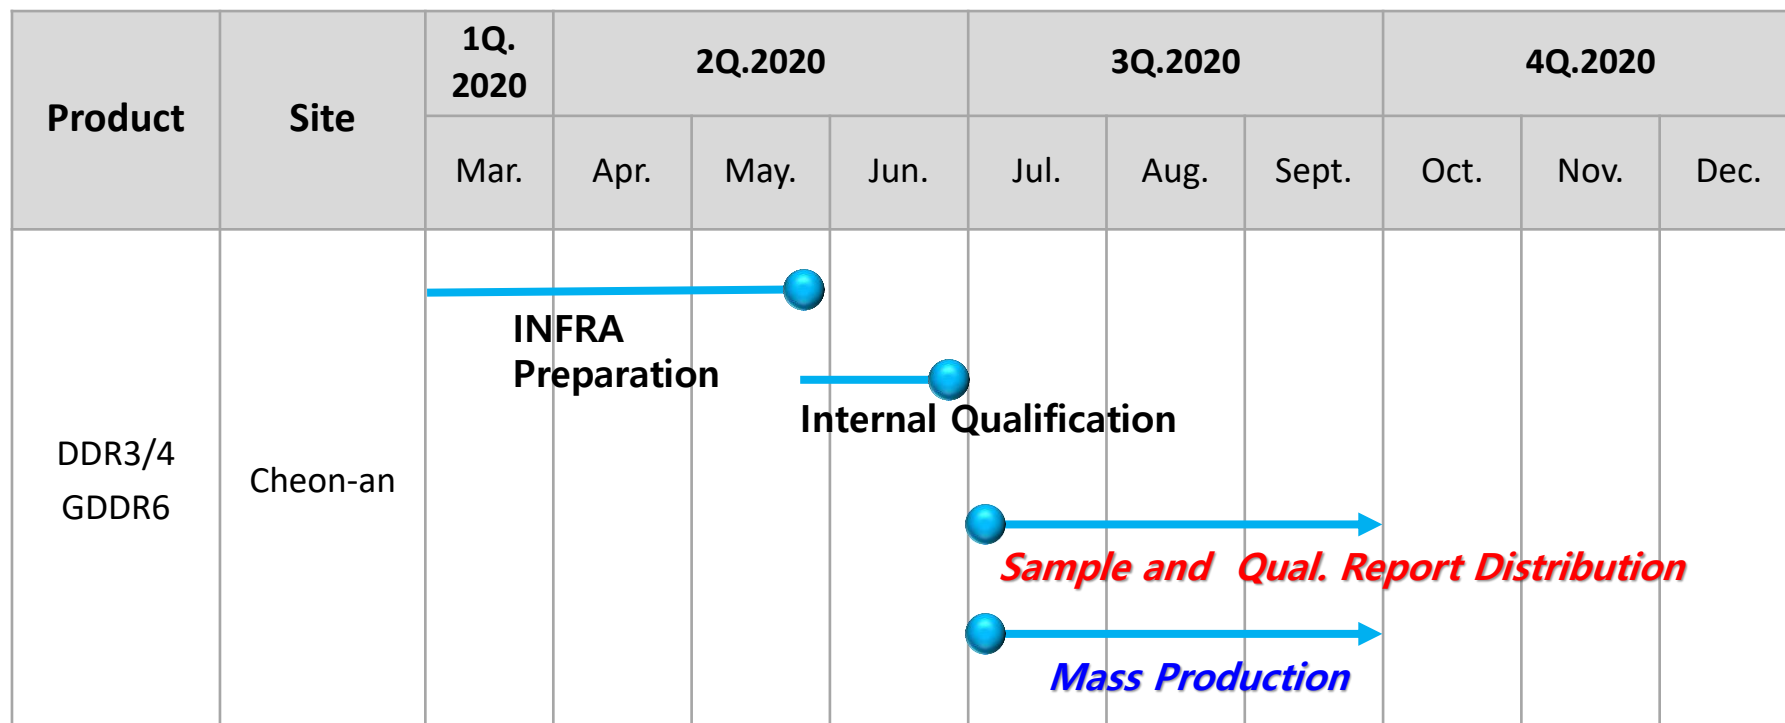 Product
Site
1Q.
2020
2Q.2020
3Q.2020
4Q.2020
Mar.
Apr.
May.
Jun.
Jul.
Aug.
Sept.
Oct.
Nov.
Dec.
DDR3/4
GDDR6
Cheon-an
INFRA
Preparation
Internal Qualification
Sample and Qual. Report Distribution
Mass Production